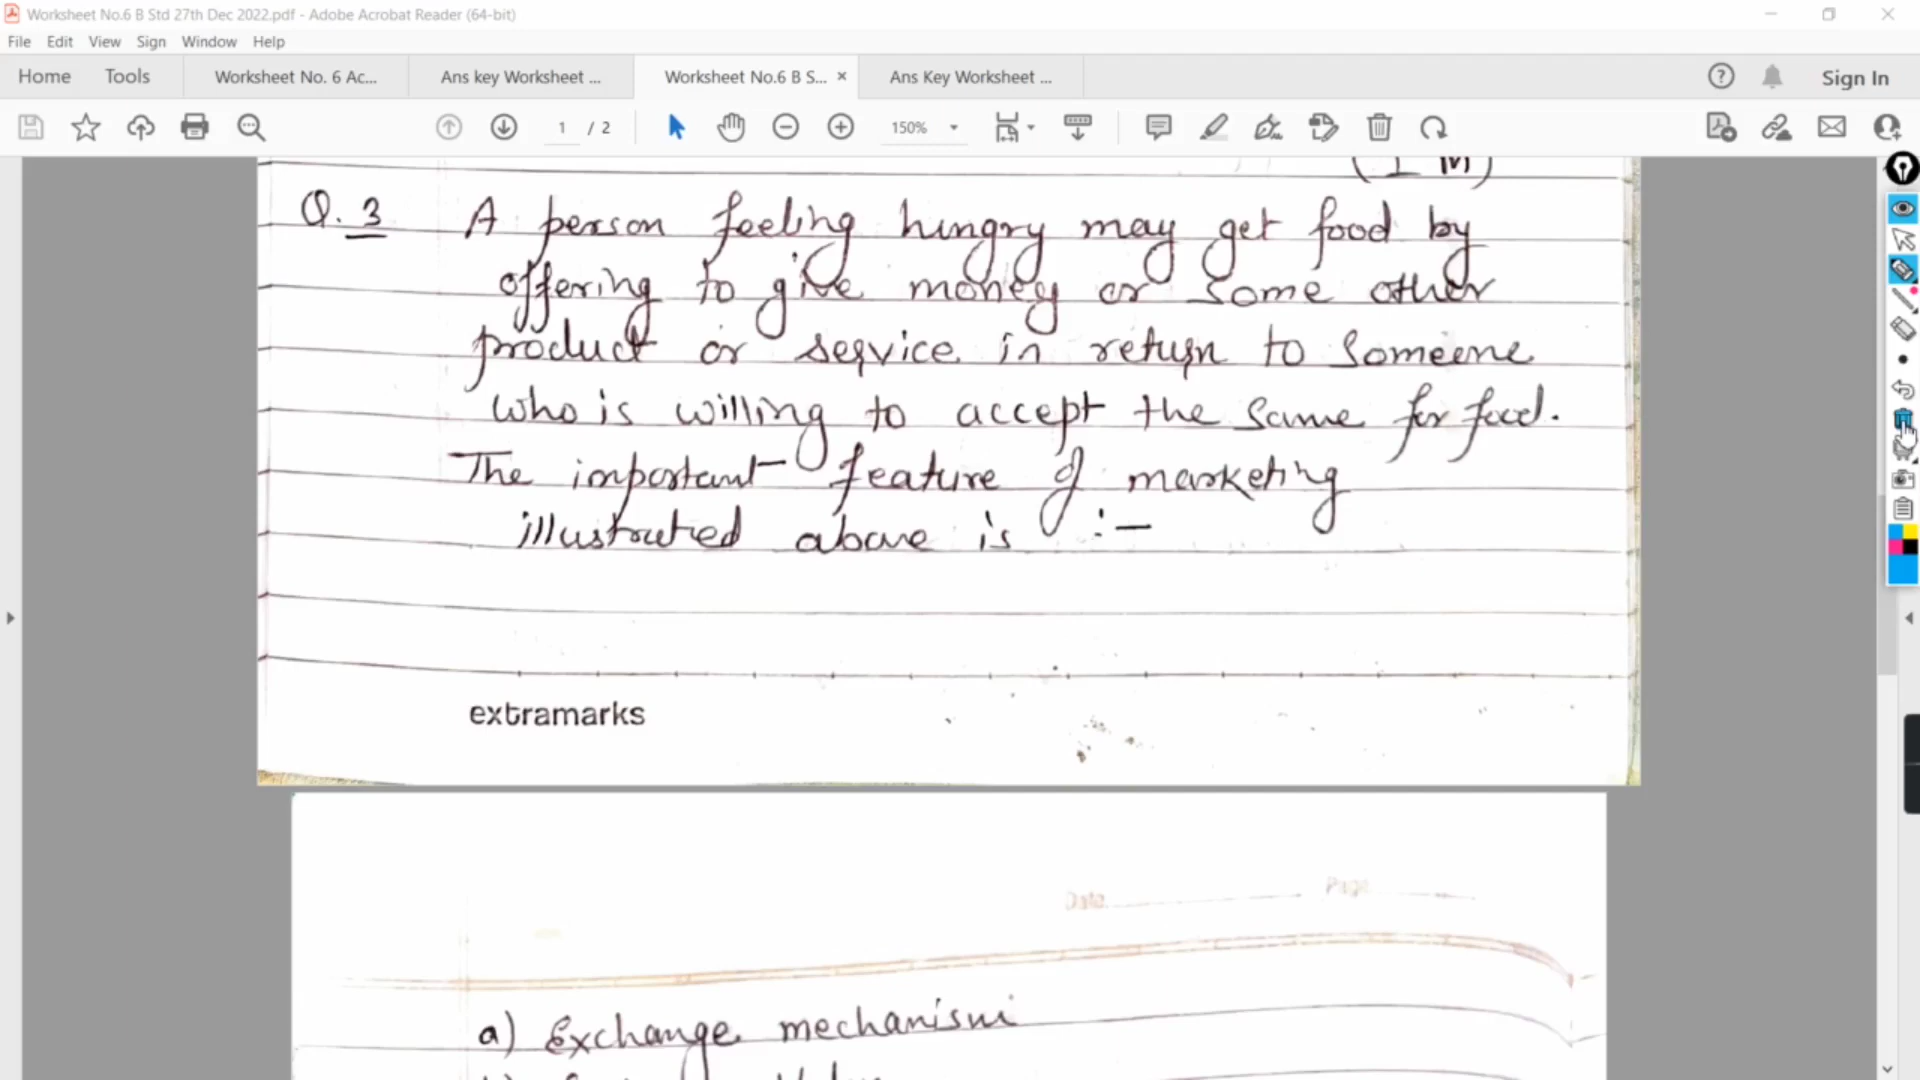 Worksheet No.6 B Std 27th Dec 2022.pdf - Adobe Acrobat Reader (64-bit)
File Edit View Sign Window Help
Home Tools Worksheet No. 6 Ac... Ans key Worksheet ... Worksheet No.6 B S... × Ans Key Worksheet ... Sign In
1 / 2 150%
Q. 3 A person feeling hungry may get food by
offering to give money or some other
product or service in return to someone
who is willing to accept the same for food.
The important feature of marketing
illustrated above is :-
extramarks
Date Page
a) Exchange mechanism